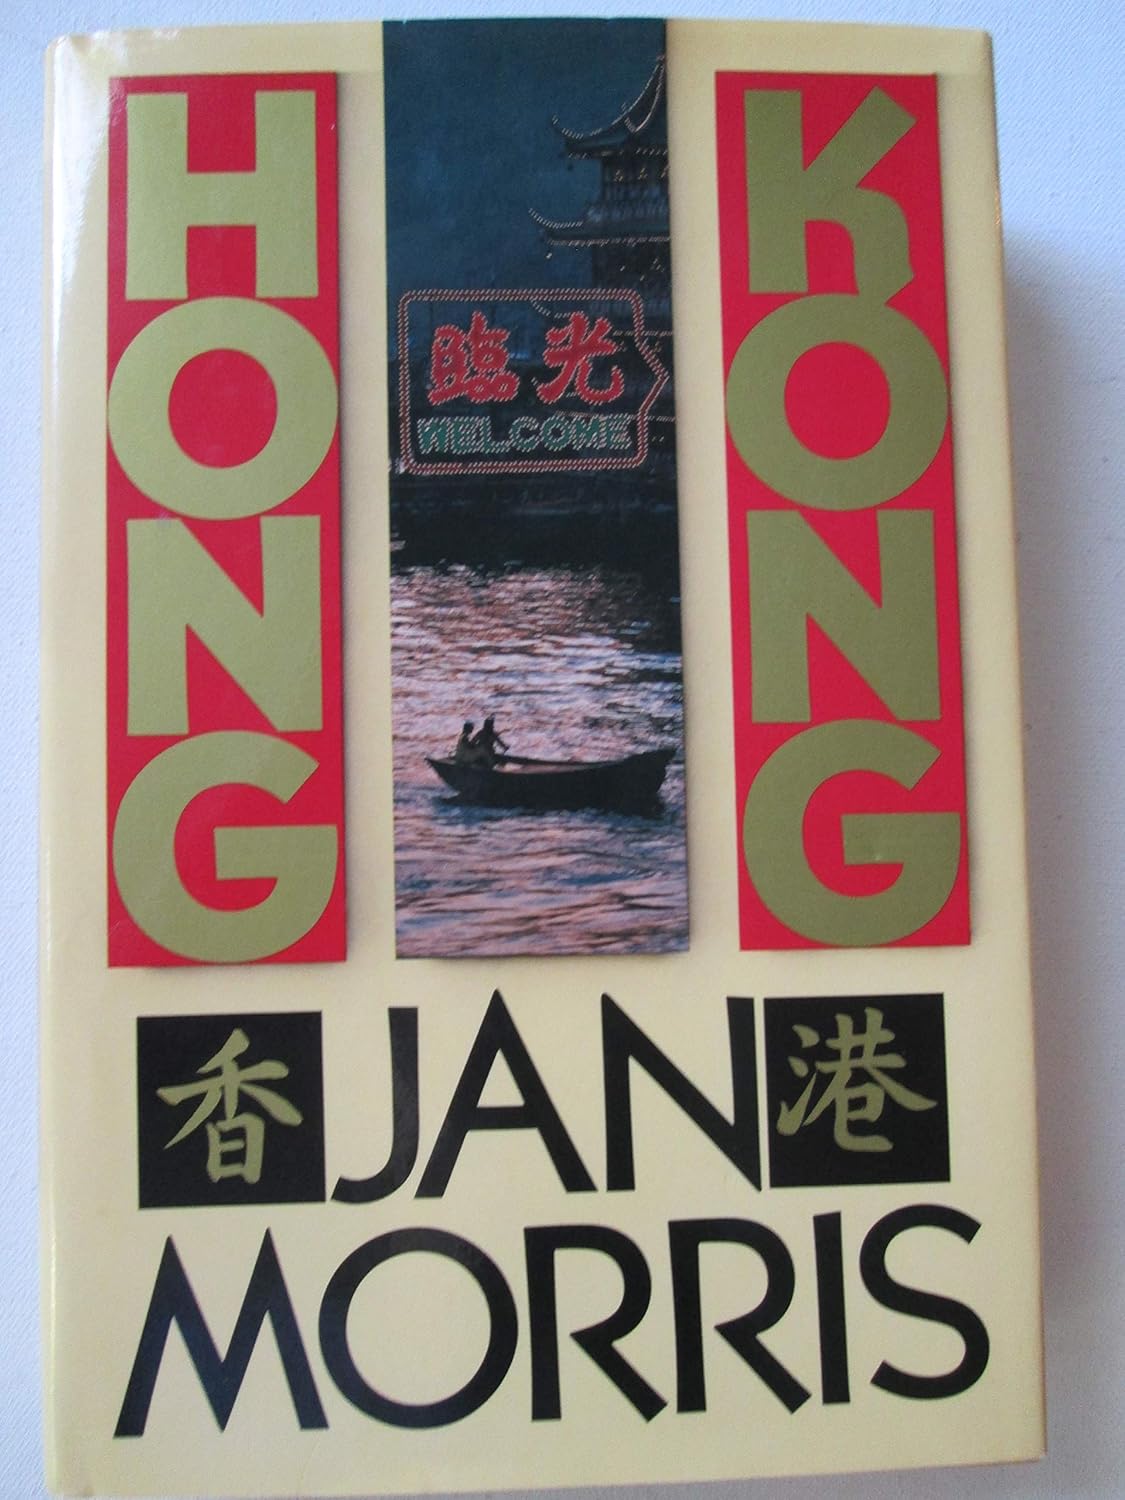 HONG
KONG
臨光
WELCOME
香 JAN 港
MORRIS